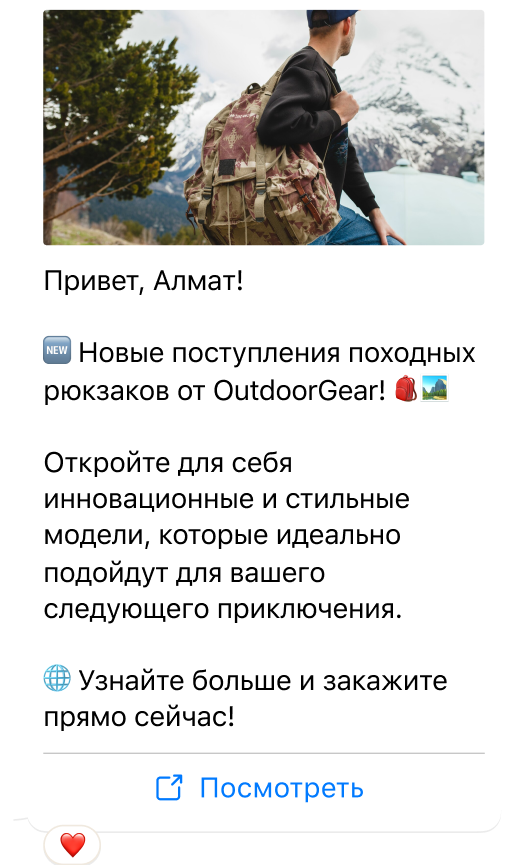 Привет, Алмат!
🆕 Новые поступления походных
рюкзаков от OutdoorGear! 🎒🏞️
Откройте для себя
инновационные и стильные
модели, которые идеально
подойдут для вашего
следующего приключения.
🌐 Узнайте больше и закажите
прямо сейчас!
Посмотреть